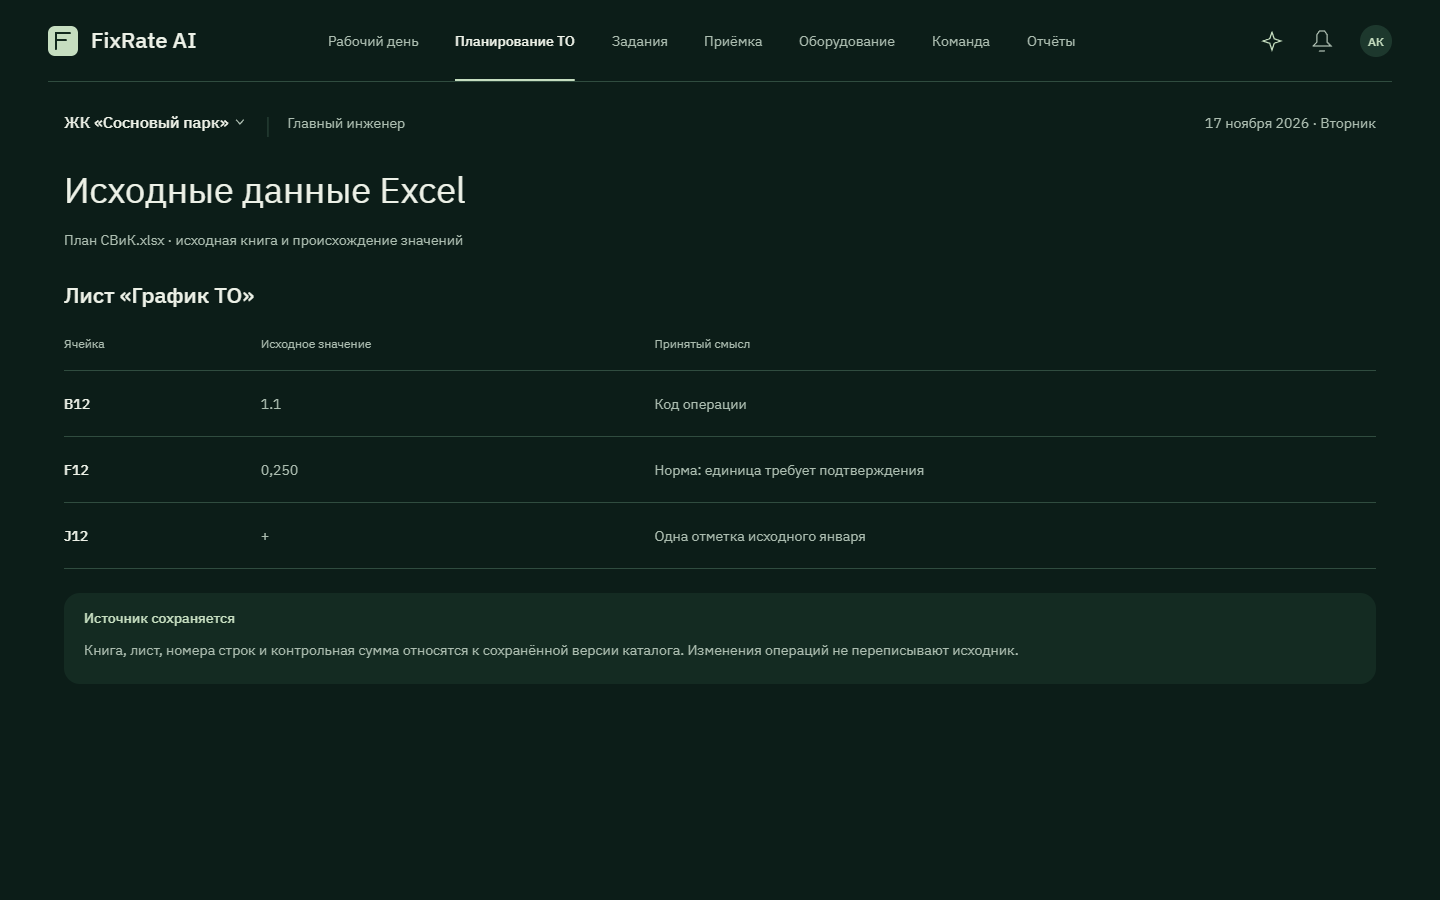 FixRate AI
Рабочий день
Планирование ТО
Задания
Приёмка
Оборудование
Команда
Отчёты
АК
ЖК «Сосновый парк»
Главный инженер
17 ноября 2026 · Вторник
Исходные данные Excel
План СВиК.xlsx · исходная книга и происхождение значений
Лист «График ТО»
Ячейка Исходное значение Принятый смысл
B12 1.1 Код операции
F12 0,250 Норма: единица требует подтверждения
J12 + Одна отметка исходного января
Источник сохраняется
Книга, лист, номера строк и контрольная сумма относятся к сохранённой версии каталога. Изменения операций не переписывают исходник.